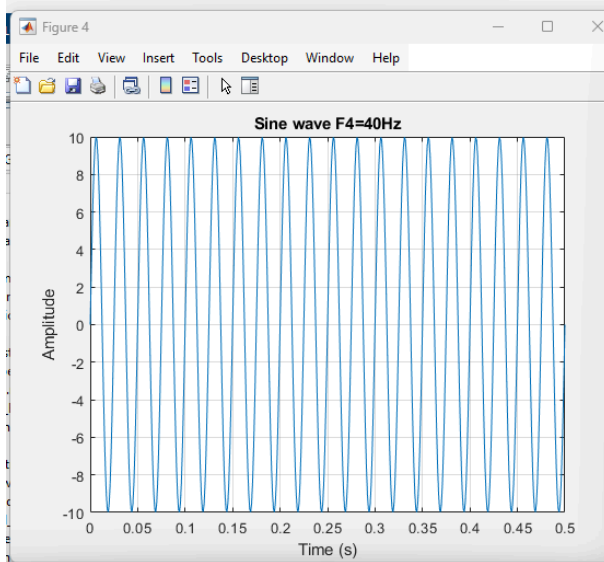 Figure 4
File Edit View Insert Tools Desktop Window Help
Sine wave F4=40Hz
10
8
6
4
2
0
-2
-4
-6
-8
-10
Amplitude
0 0.05 0.1 0.15 0.2 0.25 0.3 0.35 0.4 0.45 0.5
Time (s)